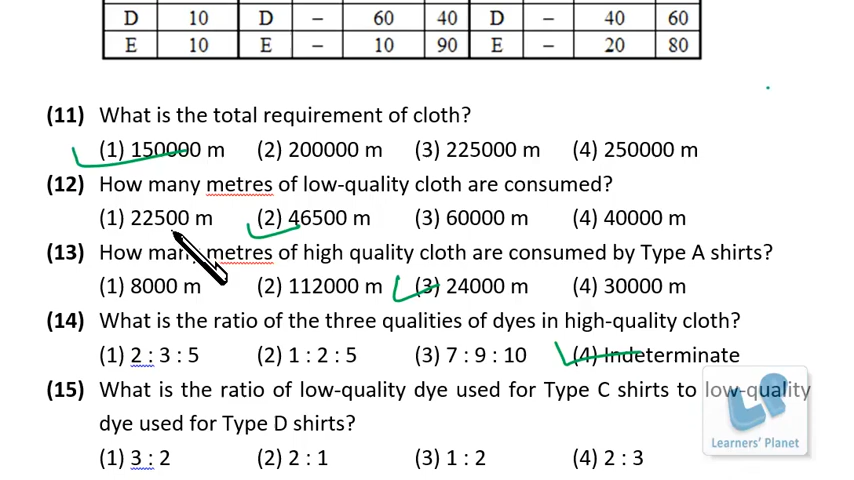 D 10 D – 60 40 D – 40 60
E 10 E – 10 90 E – 20 80
(11) What is the total requirement of cloth?
(1) 150000 m (2) 200000 m (3) 225000 m (4) 250000 m
(12) How many metres of low-quality cloth are consumed?
(1) 22500 m (2) 46500 m (3) 60000 m (4) 40000 m
(13) How many metres of high quality cloth are consumed by Type A shirts?
(1) 8000 m (2) 112000 m (3) 24000 m (4) 30000 m
(14) What is the ratio of the three qualities of dyes in high-quality cloth?
(1) 2 : 3 : 5 (2) 1 : 2 : 5 (3) 7 : 9 : 10 (4) Indeterminate
(15) What is the ratio of low-quality dye used for Type C shirts to low-quality
dye used for Type D shirts?
(1) 3 : 2 (2) 2 : 1 (3) 1 : 2 (4) 2 : 3
LP
Learners' Planet